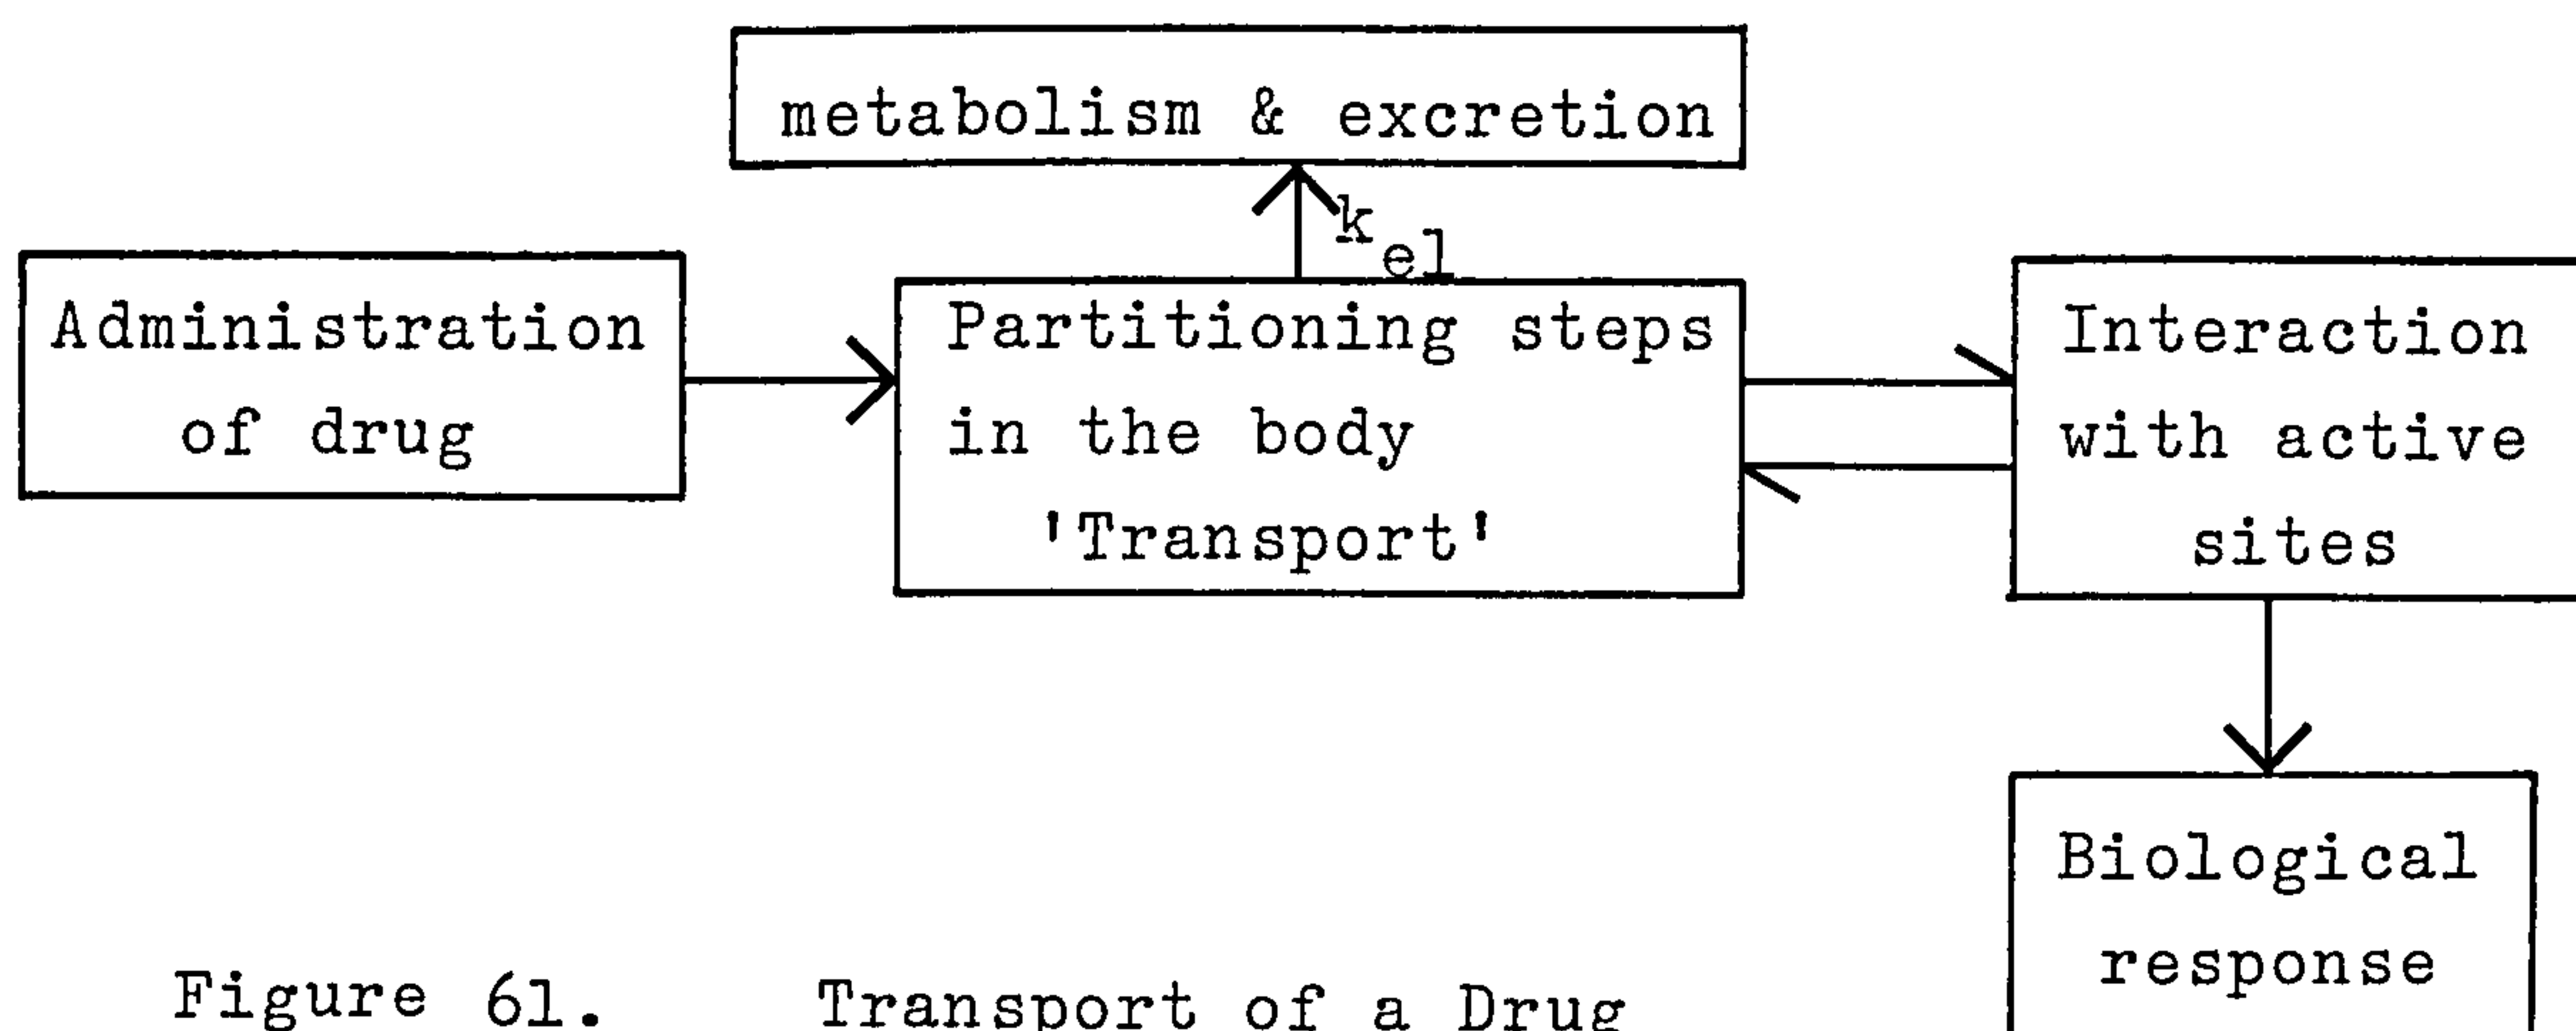 metabolism & excretion
kel
Administration
of drug
Partitioning steps
in the body
'Transport'
Interaction
with active
sites
Biological
response
Figure 61. Transport of a Drug